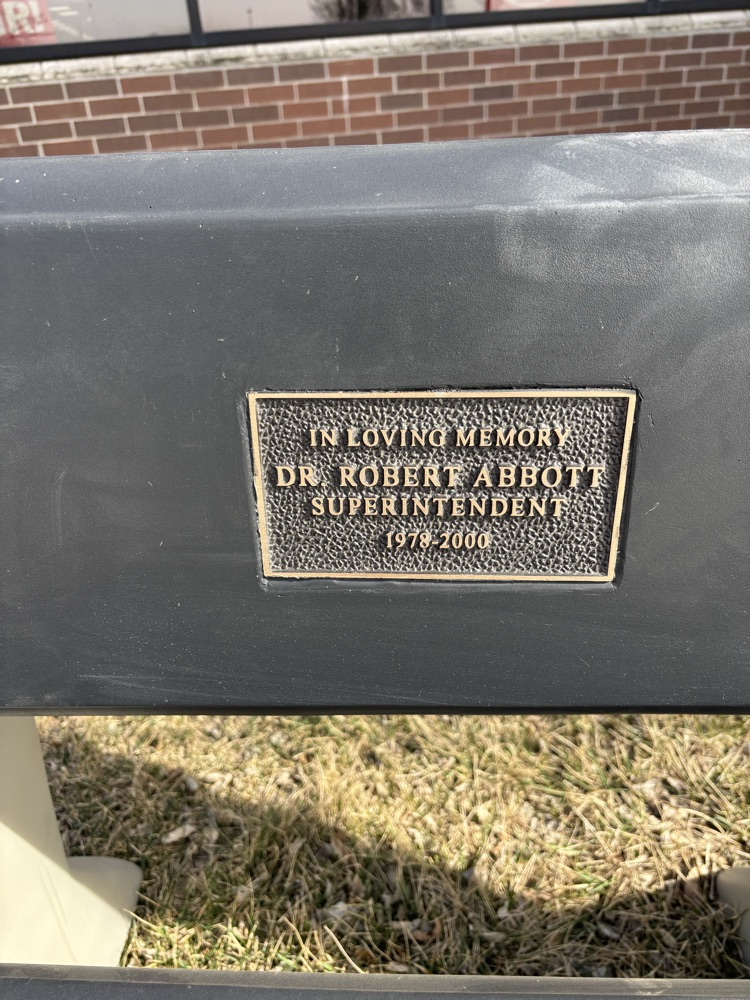 R!
IN LOVING MEMORY
DR. ROBERT ABBOTT
SUPERINTENDENT
1978-2000